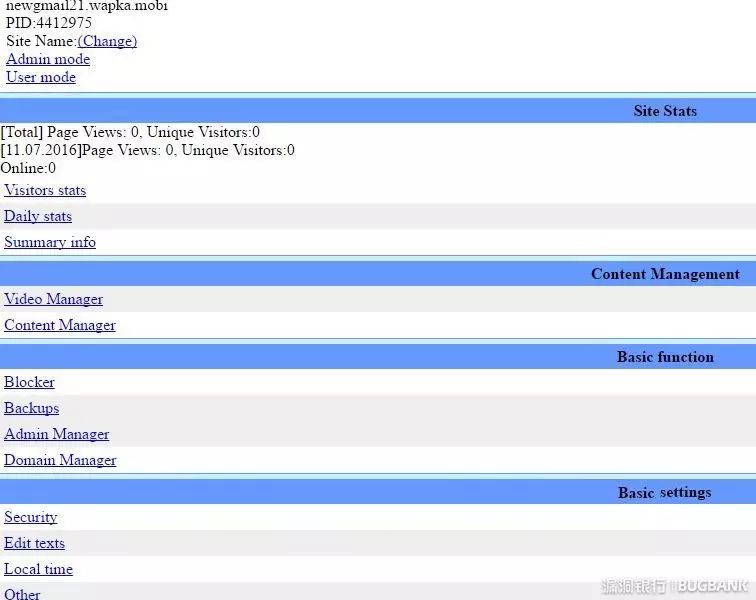 newgmail21.wapka.mobi
PID:4412975
Site Name:(Change)
Admin mode
User mode
Site Stats
[Total] Page Views: 0, Unique Visitors:0
[11.07.2016]Page Views: 0, Unique Visitors:0
Online:0
Visitors stats
Daily stats
Summary info
Content Management
Video Manager
Content Manager
Basic function
Blocker
Backups
Admin Manager
Domain Manager
Basic settings
Security
Edit texts
Local time
Other
漏洞银行 | BUGBANK